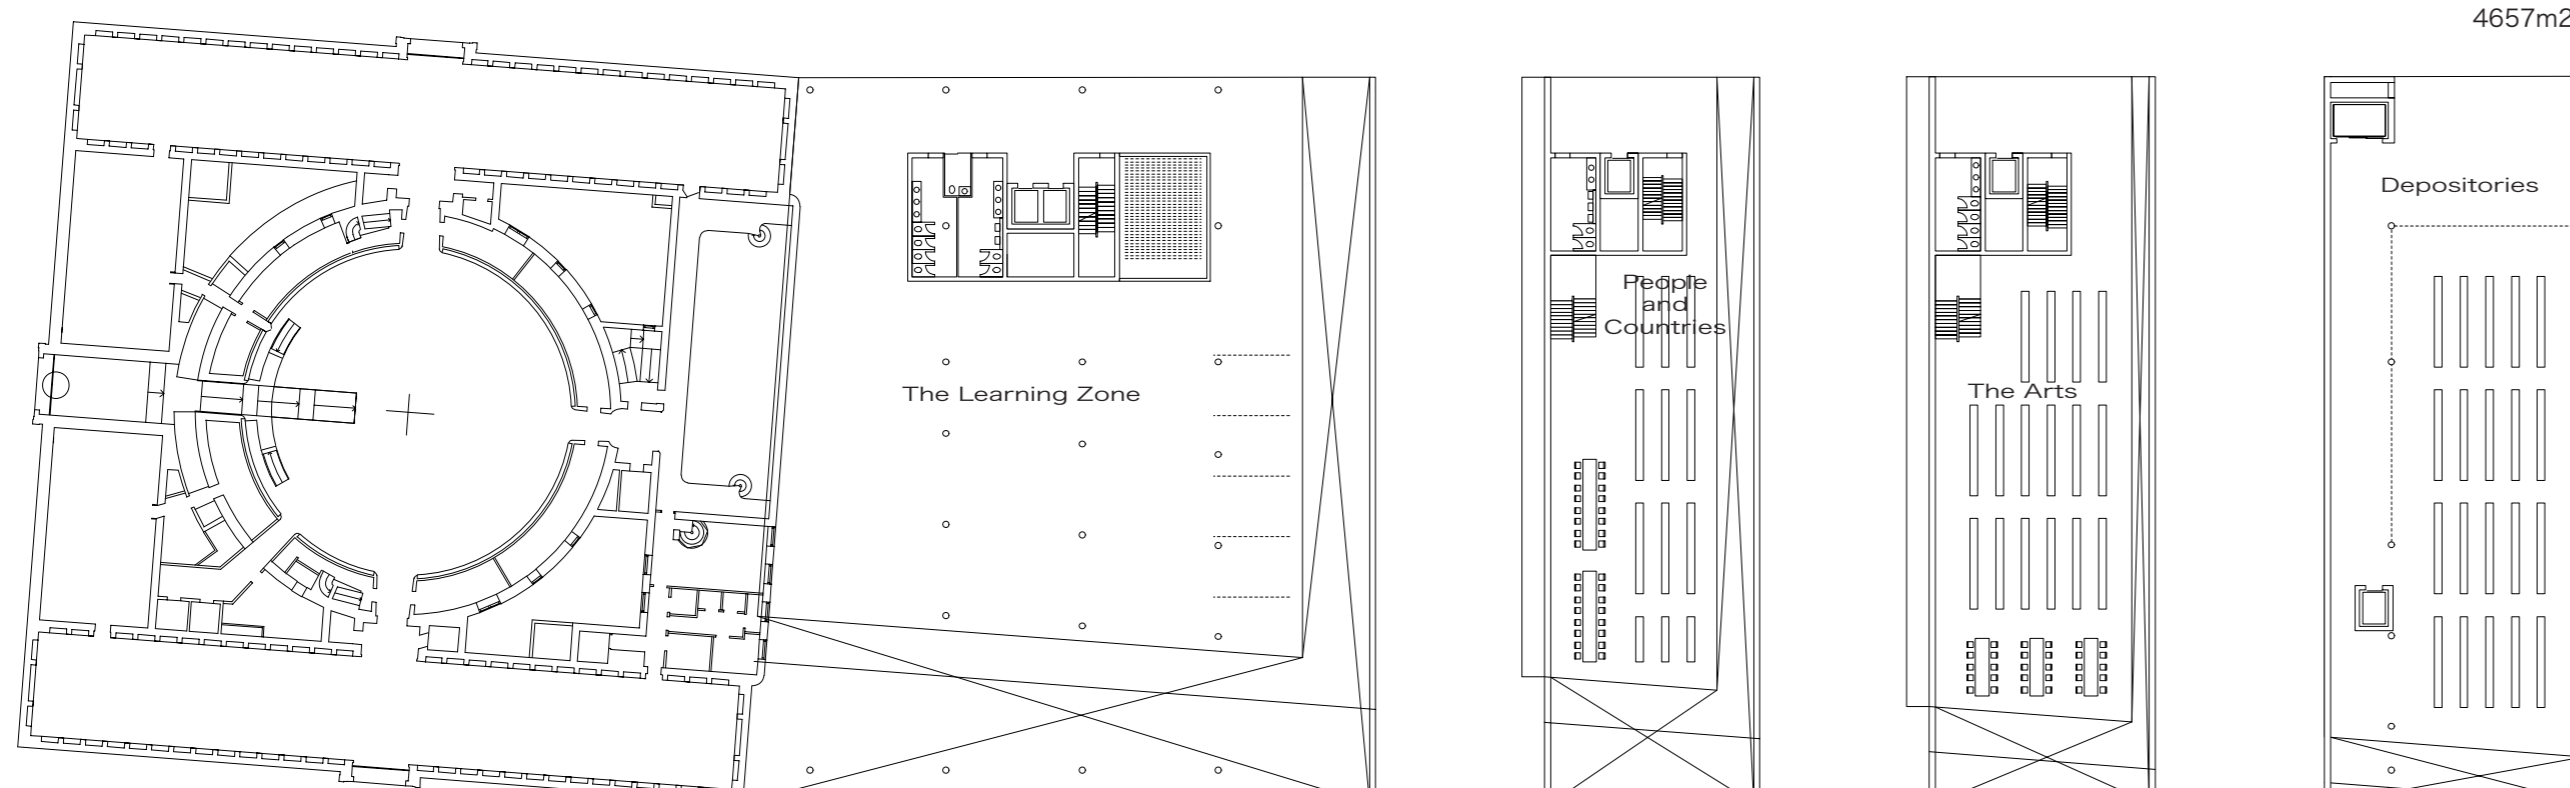 4657m2
The Learning Zone
People
and
Countries
The Arts
Depositories